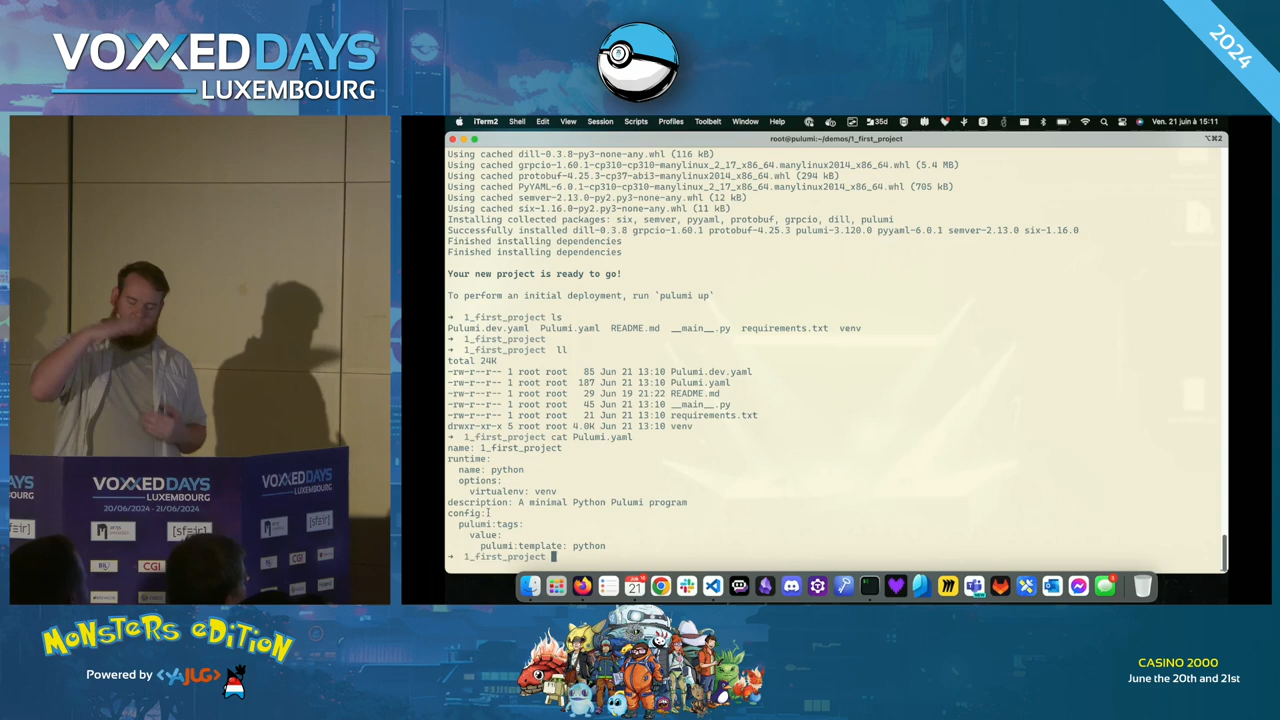 VOXXEDDAYS
LUXEMBOURG
2024
iTerm2 Shell Edit View Session Scripts Profiles Toolbelt Window Help 35d Ven. 21 juin à 15:11
root@pulumi:~/demos/1_first_project
⌥⌘2
Using cached dill-0.3.8-py3-none-any.whl (116 kB)
Using cached grpcio-1.60.1-cp310-cp310-manylinux_2_17_x86_64.manylinux2014_x86_64.whl (5.4 MB)
Using cached protobuf-4.25.3-cp37-abi3-manylinux2014_x86_64.whl (294 kB)
Using cached PyYAML-6.0.1-cp310-cp310-manylinux_2_17_x86_64.manylinux2014_x86_64.whl (705 kB)
Using cached semver-2.13.0-py2.py3-none-any.whl (12 kB)
Using cached six-1.16.0-py2.py3-none-any.whl (11 kB)
Installing collected packages: six, semver, pyyaml, protobuf, grpcio, dill, pulumi
Successfully installed dill-0.3.8 grpcio-1.60.1 protobuf-4.25.3 pulumi-3.120.0 pyyaml-6.0.1 semver-2.13.0 six-1.16.0
Finished installing dependencies
Finished installing dependencies
Your new project is ready to go!
To perform an initial deployment, run `pulumi up`
→ 1_first_project ls
Pulumi.dev.yaml Pulumi.yaml README.md __main__.py requirements.txt venv
→ 1_first_project
→ 1_first_project ll
total 24K
-rw-r--r-- 1 root root 85 Jun 21 13:10 Pulumi.dev.yaml
-rw-r--r-- 1 root root 187 Jun 21 13:10 Pulumi.yaml
-rw-r--r-- 1 root root 29 Jun 19 21:22 README.md
-rw-r--r-- 1 root root 45 Jun 21 13:10 __main__.py
-rw-r--r-- 1 root root 21 Jun 21 13:10 requirements.txt
drwxr-xr-x 5 root root 4.0K Jun 21 13:10 venv
→ 1_first_project cat Pulumi.yaml
name: 1_first_project
runtime:
name: python
options:
virtualenv: venv
description: A minimal Python Pulumi program
config:
pulumi:tags:
value:
pulumi:template: python
→ 1_first_project
DAYS
VOXXED DAYS
LUXEMBOURG
20/06/2024 - 21/06/2024
VOXXED DAYS
LUXEMBOURG
[sfeir]
[sfeir]
CGI
CGI
MONSTERS EDITION
Powered by <YAJUG>
CASINO 2000
June the 20th and 21st